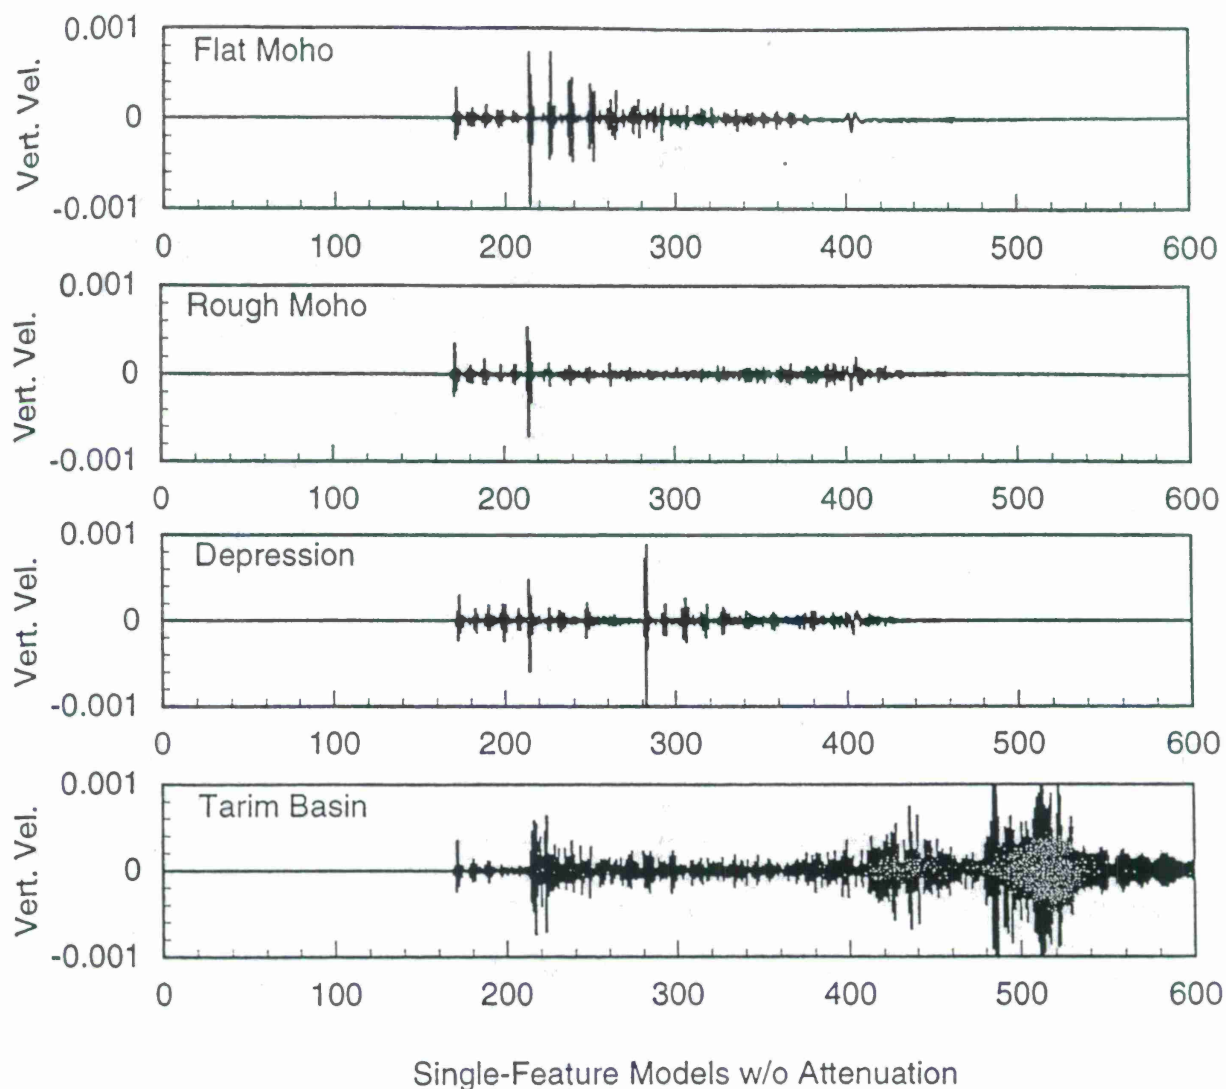 0.001
Flat Moho
Vert. Vel.
0
-0.001
0 100 200 300 400 500 600
0.001
Rough Moho
Vert. Vel.
0
-0.001
0 100 200 300 400 500 600
0.001
Depression
Vert. Vel.
0
-0.001
0 100 200 300 400 500 600
0.001
Tarim Basin
Vert. Vel.
0
-0.001
0 100 200 300 400 500 600
Single-Feature Models w/o Attenuation